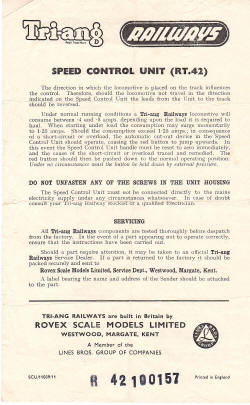 Tri-ang RAILWAYS
SPEED CONTROL UNIT (RT.42)
The direction in which the locomotive is placed on the track influences
the control. Therefore, should the locomotive not travel in the direction
indicated on the Speed Control Unit the leads from the Unit to the track
should be reversed.
Under normal running conditions a Tri-ang Railways locomotive will
consume between ·4 and ·8 amps. depending upon the load it is required to
haul. When starting under load the consumption may surge momentarily
to 1·25 amps. Should the consumption exceed 1·25 amps., in consequence
of a short-circuit or overload, the automatic cut-out device in the Speed
Control Unit should operate, causing the red button to jump upwards. In
this event the Speed Control Unit handle must be reset to zero immediately,
and the cause of the short-circuit or overload traced and remedied. The
red button should then be pushed down to the normal operating position.
Under no circumstances must the button be held down by external pressure.
DO NOT UNFASTEN ANY OF THE SCREWS IN THE UNIT HOUSING
The Speed Control Unit must not be connected directly to the mains
electricity supply under any circumstances whatsoever. In case of doubt
consult your Tri-ang Railways stockist or a qualified electrician.
SERVICING
All Tri-ang Railways components are tested thoroughly before despatch
from the factory. In the event of a part appearing not to operate correctly,
ensure that the instructions have been carried out.
Should a part require attention, it may be taken to an official Tri-ang
Railways Service Dealer. If a part is returned to the factory it should be
packed securely and sent to
Rovex Scale Models Limited, Service Dept., Westwood, Margate, Kent.
A label bearing the name and address of the Sender should be attached
to the part.
TRI-ANG RAILWAYS are built in Britain by
ROVEX SCALE MODELS LIMITED
WESTWOOD, MARGATE, KENT
A Member of the
LINES BROS. GROUP OF COMPANIES
R 42 100157
Printed in England